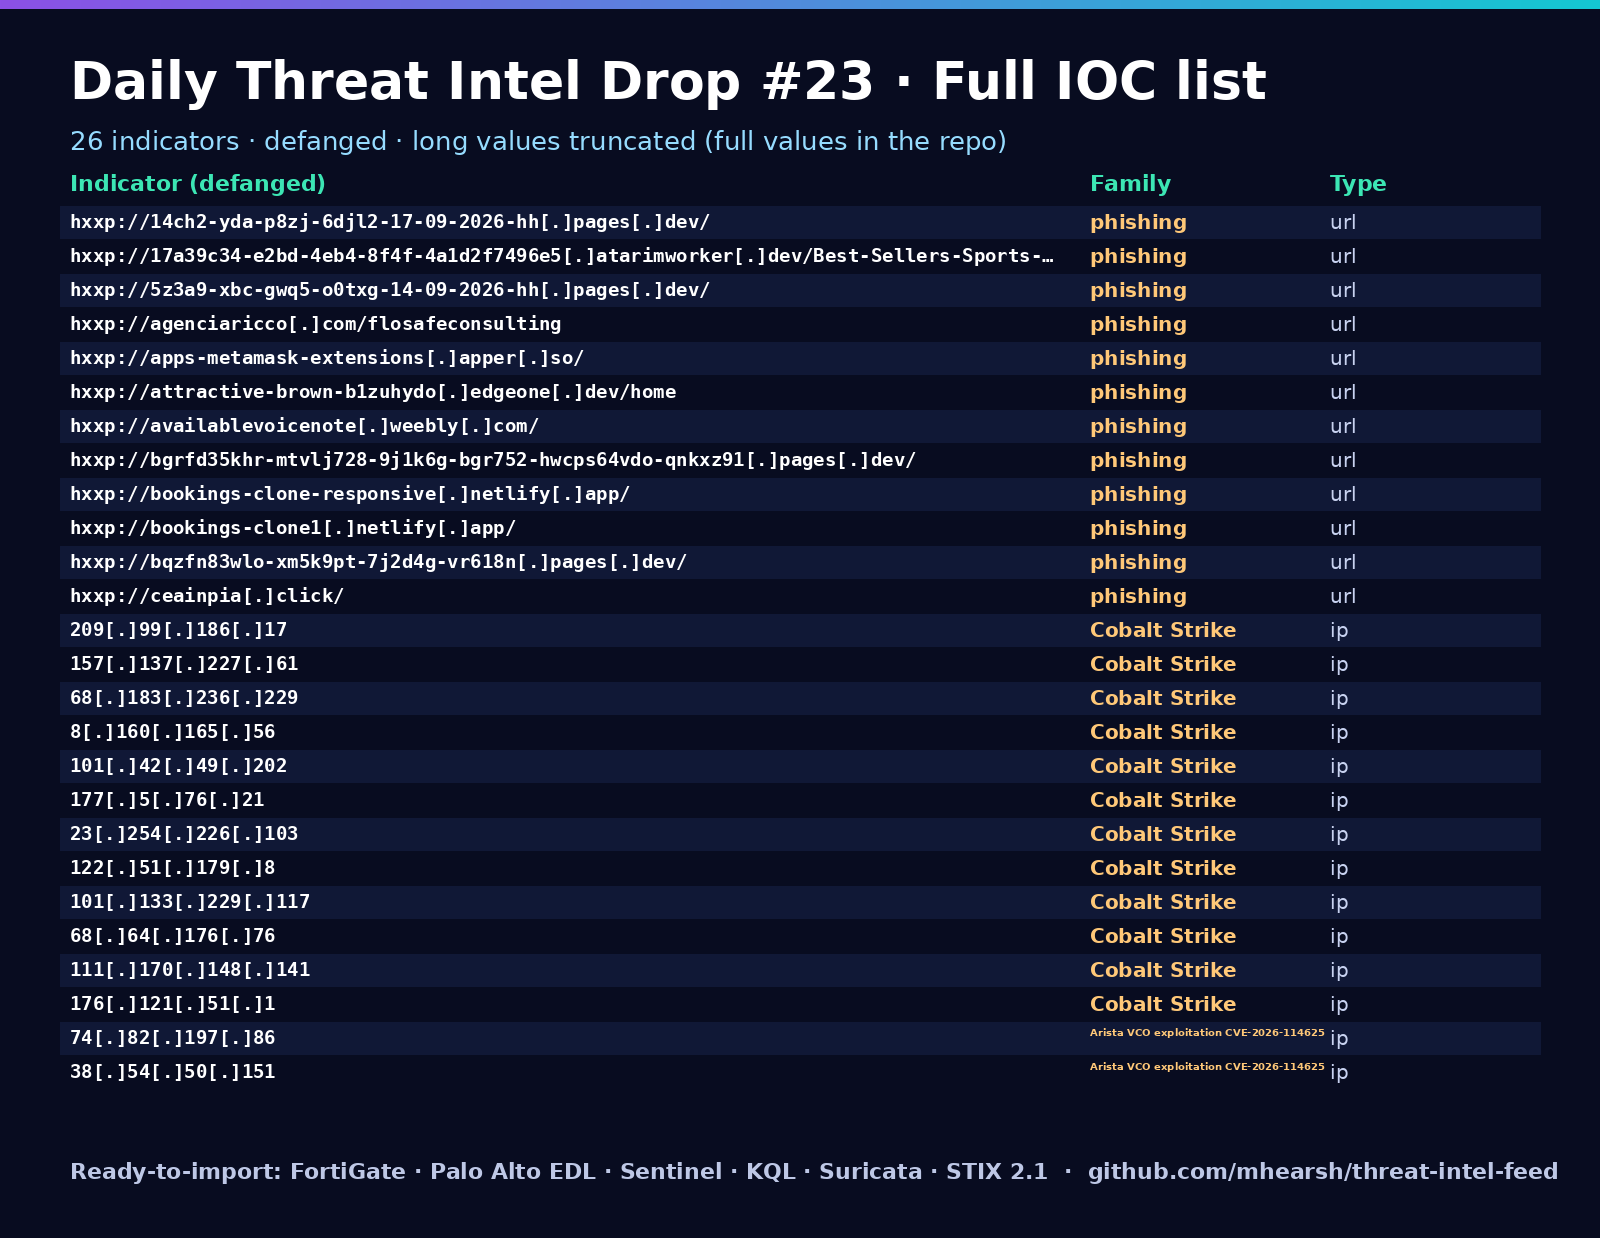 Daily Threat Intel Drop #23 · Full IOC list
26 indicators · defanged · long values truncated (full values in the repo)
Indicator (defanged) Family Type
hxxp://14ch2-yda-p8zj-6djl2-17-09-2026-hh[.]pages[.]dev/ phishing url
hxxp://17a39c34-e2bd-4eb4-8f4f-4a1d2f7496e5[.]atarimworker[.]dev/Best-Sellers-Sports-… phishing url
hxxp://5z3a9-xbc-gwq5-o0txg-14-09-2026-hh[.]pages[.]dev/ phishing url
hxxp://agenciaricco[.]com/flosafeconsulting phishing url
hxxp://apps-metamask-extensions[.]apper[.]so/ phishing url
hxxp://attractive-brown-b1zuhydo[.]edgeone[.]dev/home phishing url
hxxp://availablevoicenote[.]weebly[.]com/ phishing url
hxxp://bgrfd35khr-mtvlj728-9j1k6g-bgr752-hwcps64vdo-qnkxz91[.]pages[.]dev/ phishing url
hxxp://bookings-clone-responsive[.]netlify[.]app/ phishing url
hxxp://bookings-clone1[.]netlify[.]app/ phishing url
hxxp://bqzfn83wlo-xm5k9pt-7j2d4g-vr618n[.]pages[.]dev/ phishing url
hxxp://ceainpia[.]click/ phishing url
209[.]99[.]186[.]17 Cobalt Strike ip
157[.]137[.]227[.]61 Cobalt Strike ip
68[.]183[.]236[.]229 Cobalt Strike ip
8[.]160[.]165[.]56 Cobalt Strike ip
101[.]42[.]49[.]202 Cobalt Strike ip
177[.]5[.]76[.]21 Cobalt Strike ip
23[.]254[.]226[.]103 Cobalt Strike ip
122[.]51[.]179[.]8 Cobalt Strike ip
101[.]133[.]229[.]117 Cobalt Strike ip
68[.]64[.]176[.]76 Cobalt Strike ip
111[.]170[.]148[.]141 Cobalt Strike ip
176[.]121[.]51[.]1 Cobalt Strike ip
74[.]82[.]197[.]86 Arista VCO exploitation CVE-2026-114625 ip
38[.]54[.]50[.]151 Arista VCO exploitation CVE-2026-114625 ip
Ready-to-import: FortiGate · Palo Alto EDL · Sentinel · KQL · Suricata · STIX 2.1 · github.com/mhearsh/threat-intel-feed